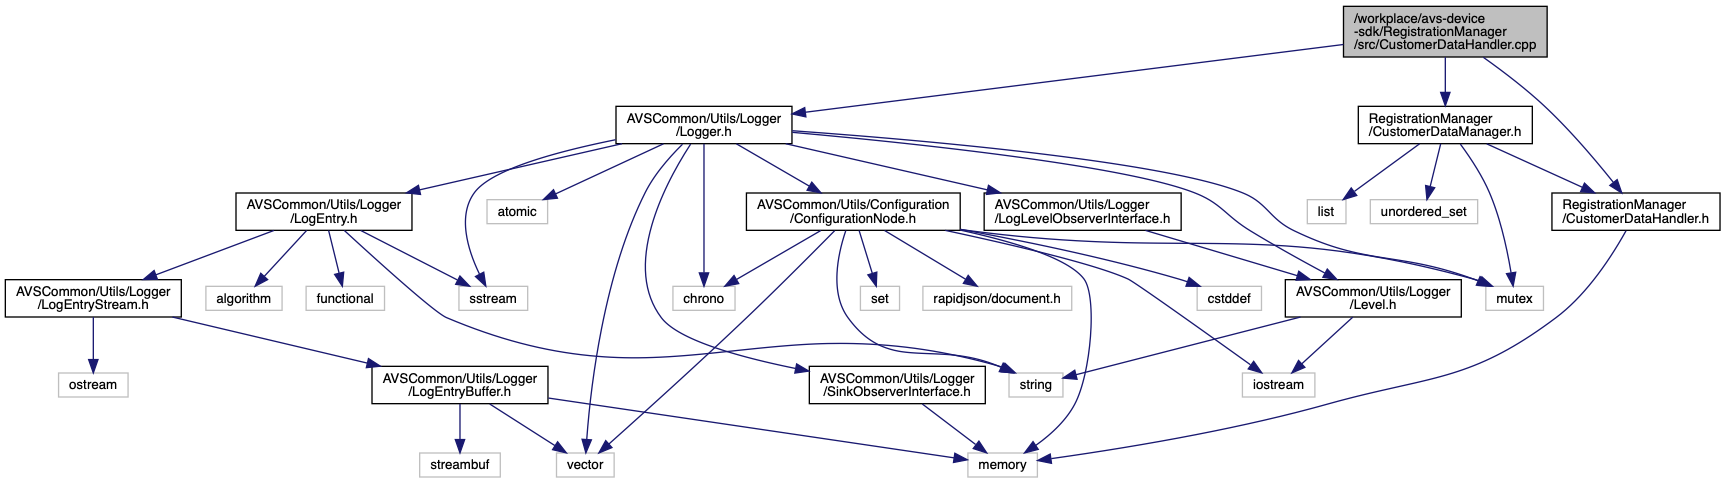 /workplace/avs-device
-sdk/RegistrationManager
/src/CustomerDataHandler.cpp
AVSCommon/Utils/Logger
/Logger.h
RegistrationManager
/CustomerDataManager.h
AVSCommon/Utils/Logger
/LogEntry.h
atomic
AVSCommon/Utils/Configuration
/ConfigurationNode.h
AVSCommon/Utils/Logger
/LogLevelObserverInterface.h
list
unordered_set
RegistrationManager
/CustomerDataHandler.h
AVSCommon/Utils/Logger
/LogEntryStream.h
algorithm
functional
sstream
chrono
set
rapidjson/document.h
cstddef
AVSCommon/Utils/Logger
/Level.h
mutex
ostream
AVSCommon/Utils/Logger
/LogEntryBuffer.h
AVSCommon/Utils/Logger
/SinkObserverInterface.h
string
iostream
streambuf
vector
memory